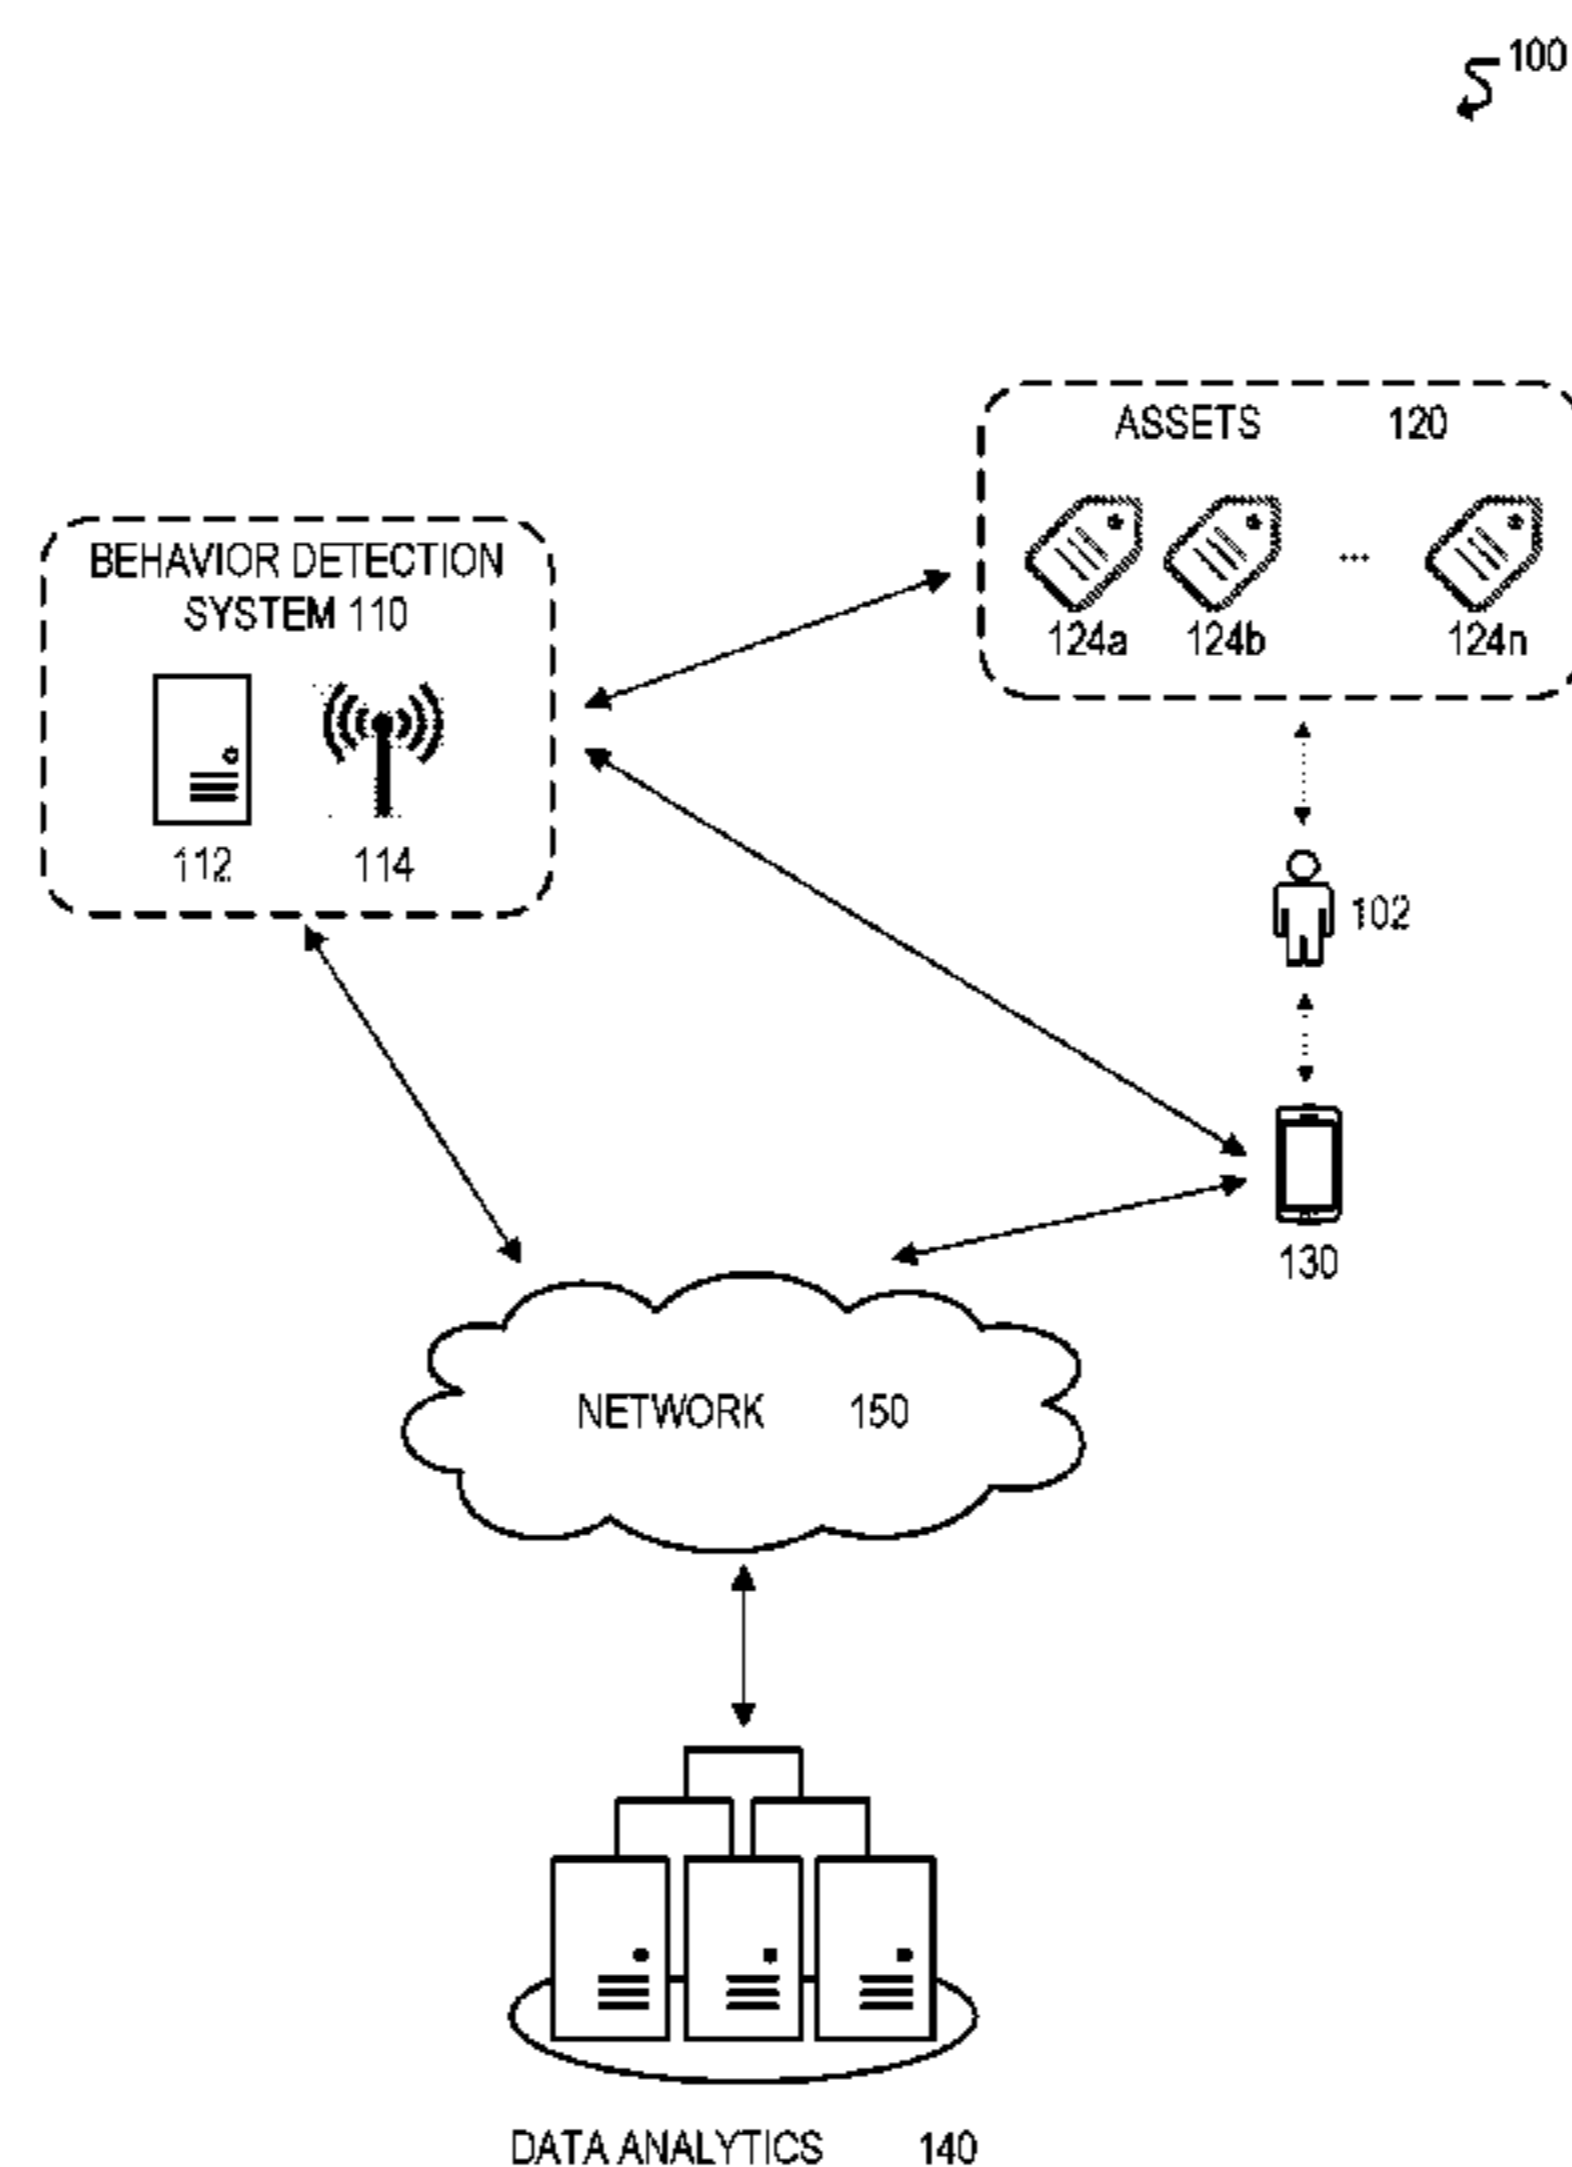 100
ASSETS 120
124a 124b ... 124n
BEHAVIOR DETECTION
SYSTEM 110
112 114
102
130
NETWORK 150
DATA ANALYTICS 140